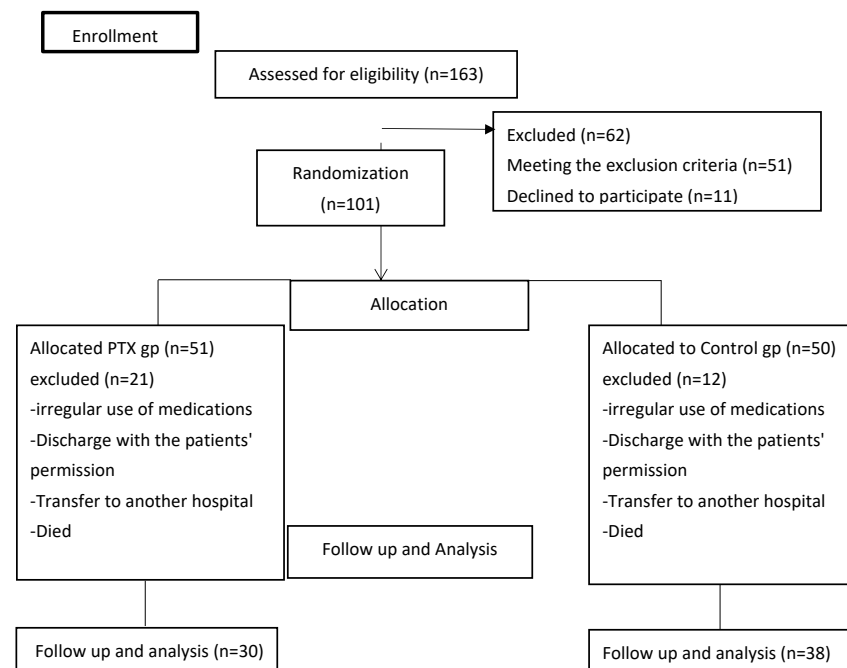 Enrollment
Assessed for eligibility (n=163)
Excluded (n=62)
Meeting the exclusion criteria (n=51)
Declined to participate (n=11)
Randomization
(n=101)
Allocation
Allocated PTX gp (n=51)
excluded (n=21)
-irregular use of medications
-Discharge with the patients'
permission
-Transfer to another hospital
-Died
Allocated to Control gp (n=50)
excluded (n=12)
-irregular use of medications
-Discharge with the patients'
permission
-Transfer to another hospital
-Died
Follow up and Analysis
Follow up and analysis (n=30)
Follow up and analysis (n=38)